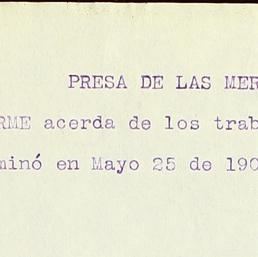 PRESA DE LAS MER
RME acerda de los trab
minó en Mayo 25 de 190